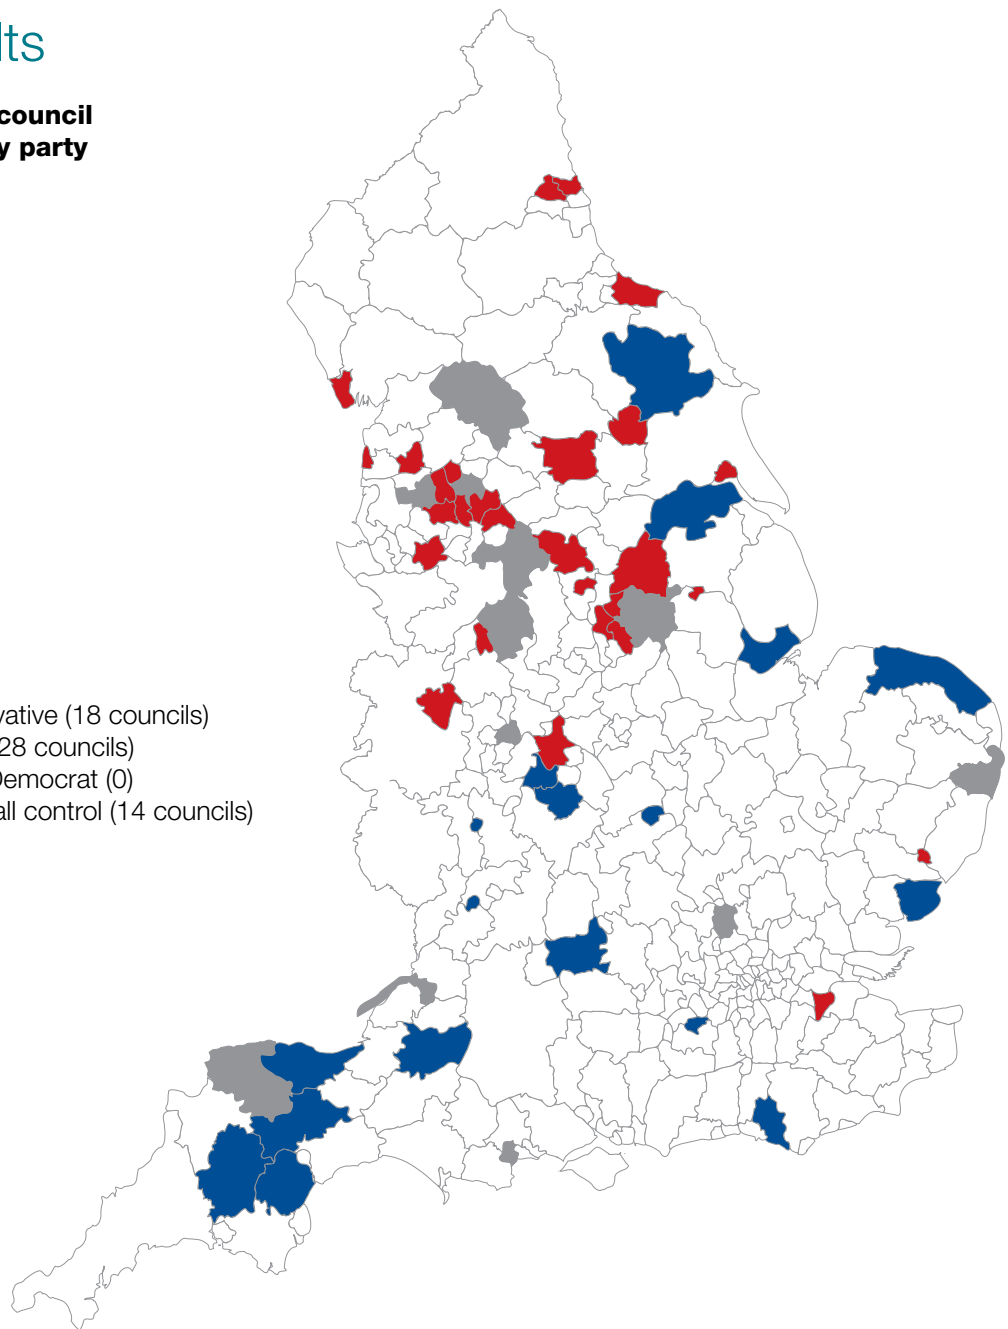 lts
council
y party
vative (18 councils)
28 councils)
Democrat (0)
all control (14 councils)